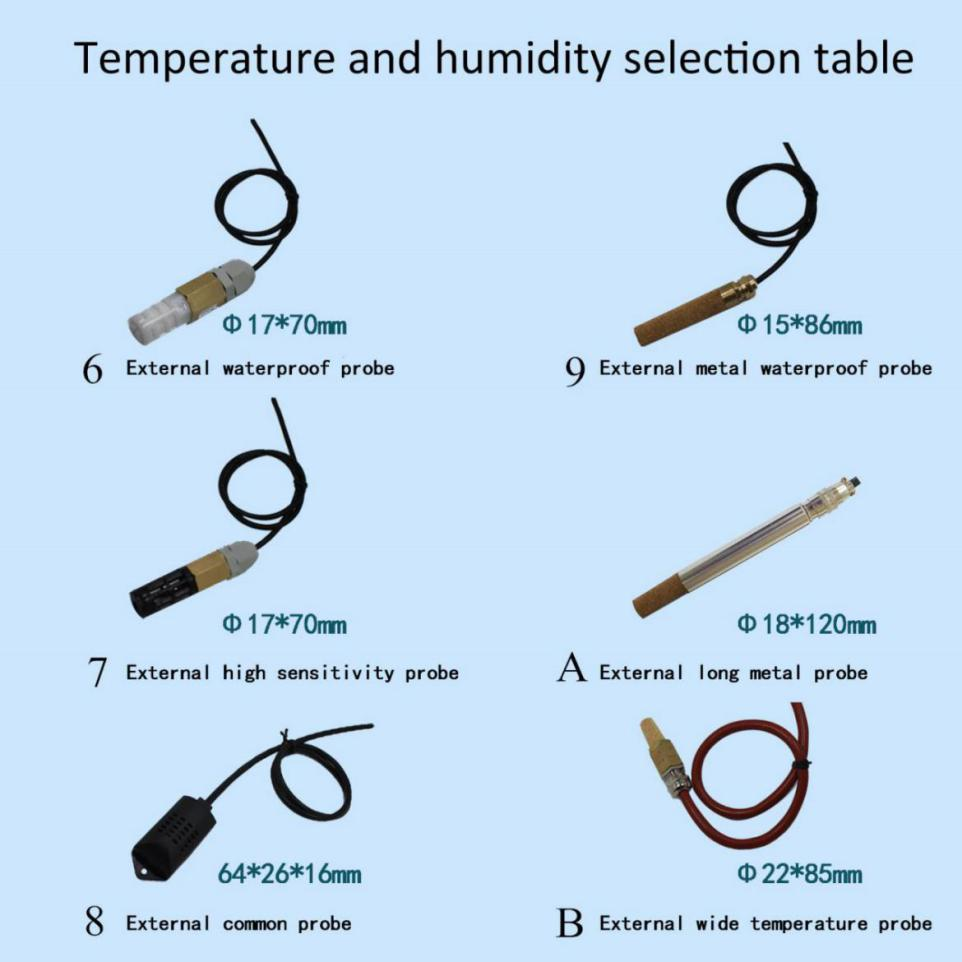 Temperature and humidity selection table
Φ17*70mm
6 External waterproof probe
Φ15*86mm
9 External metal waterproof probe
Φ17*70mm
7 External high sensitivity probe
Φ18*120mm
A External long metal probe
64*26*16mm
8 External common probe
Φ22*85mm
B External wide temperature probe